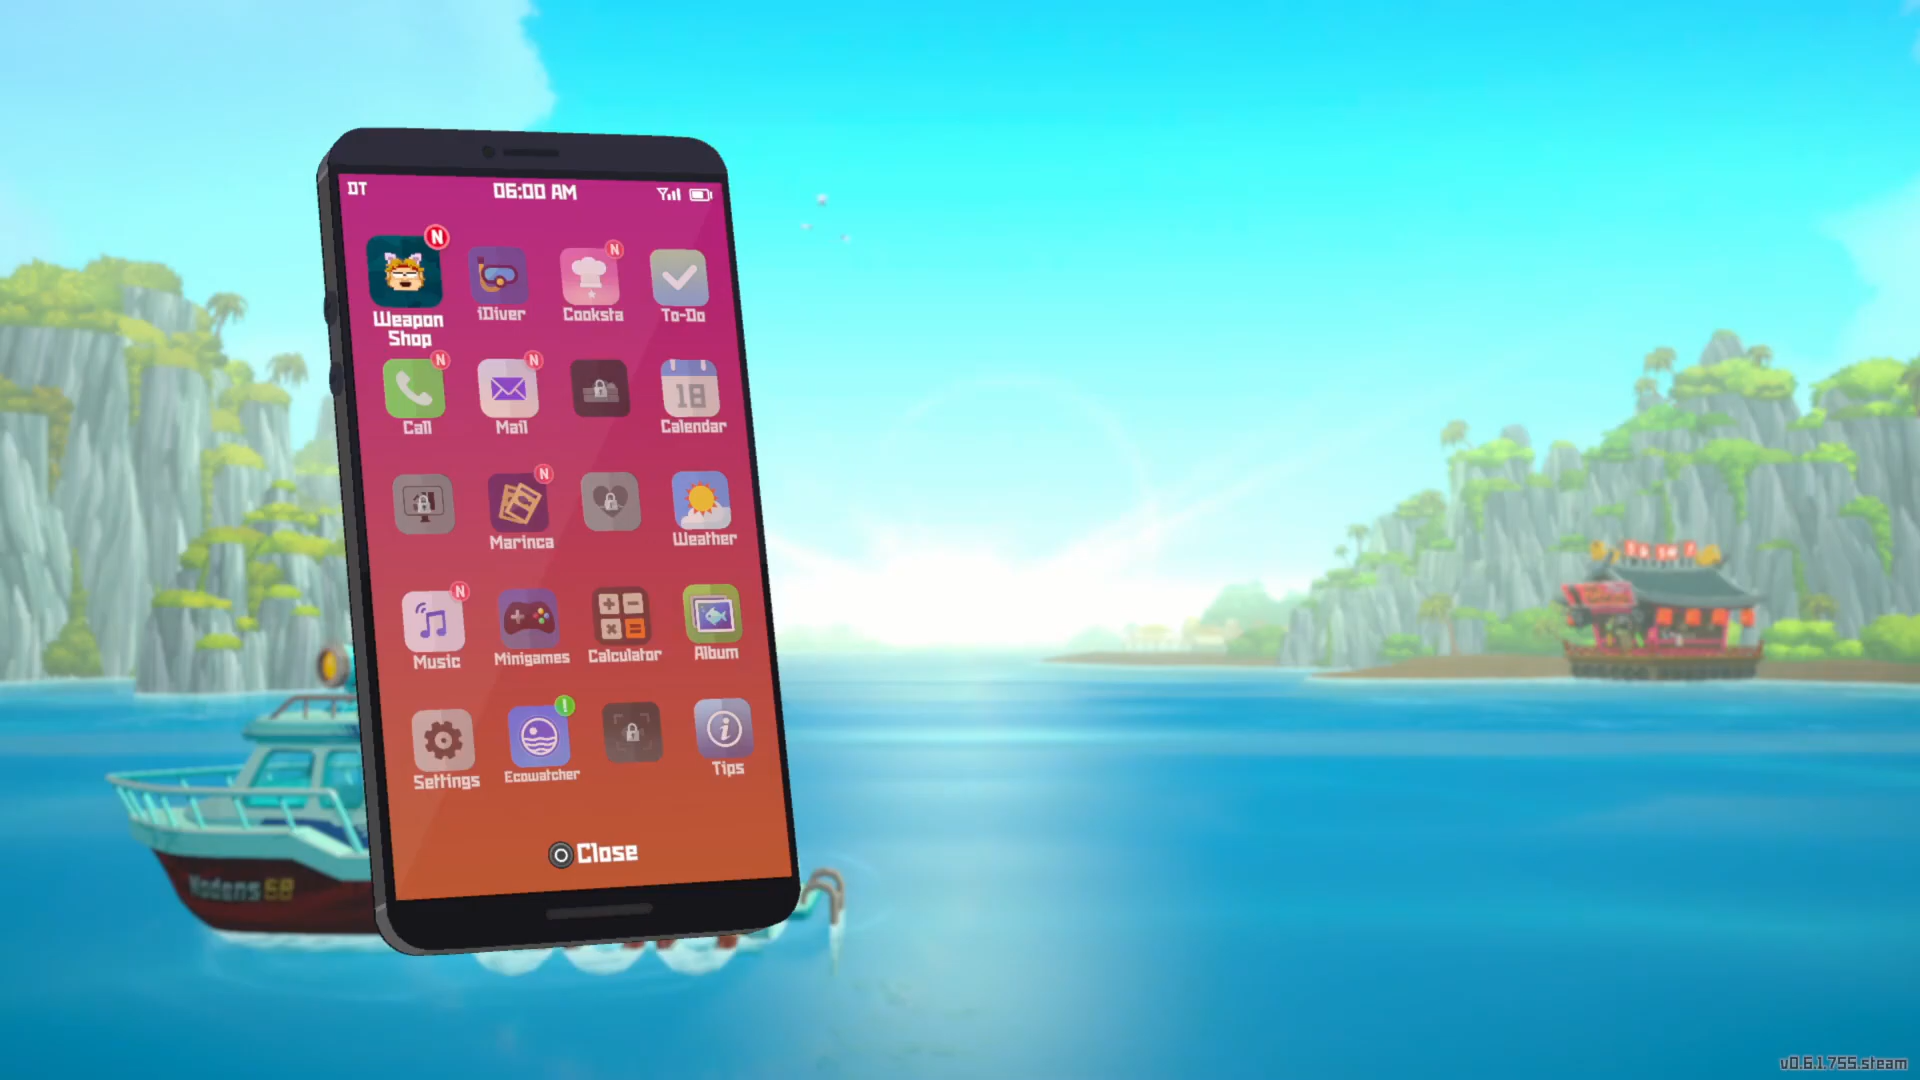 DT 06:00 AM
N
iDiver
N
Cooksta
To-Do
Weapon
Shop
N
Call
N
Mail
18
Calendar
N
Marinca
Weather
N
Music
Minigames
Calculator
Album
Settings
!
Ecowatcher
Tips
Close
v0.6.1.755.steam